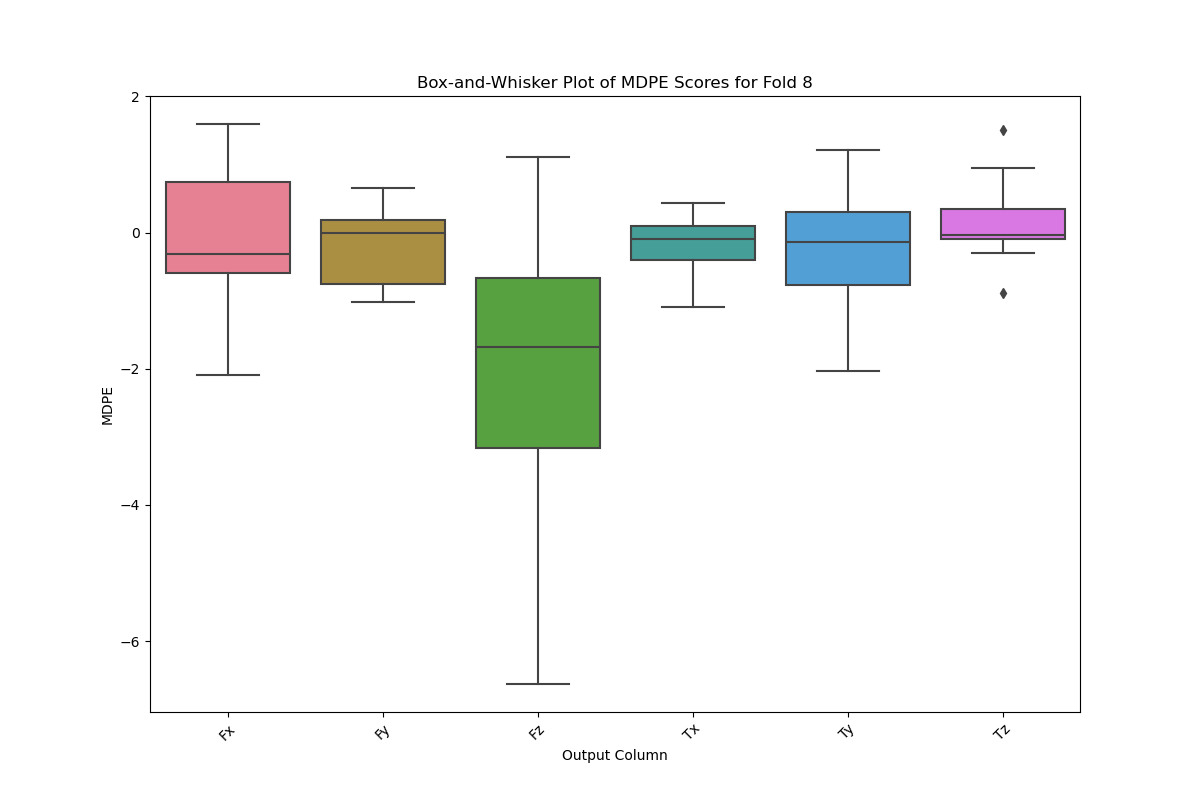 Box-and-Whisker Plot of MDPE Scores for Fold 8
2
0
−2
−4
−6
MDPE
Fx
Fy
Fz
Tx
Ty
Tz
Output Column